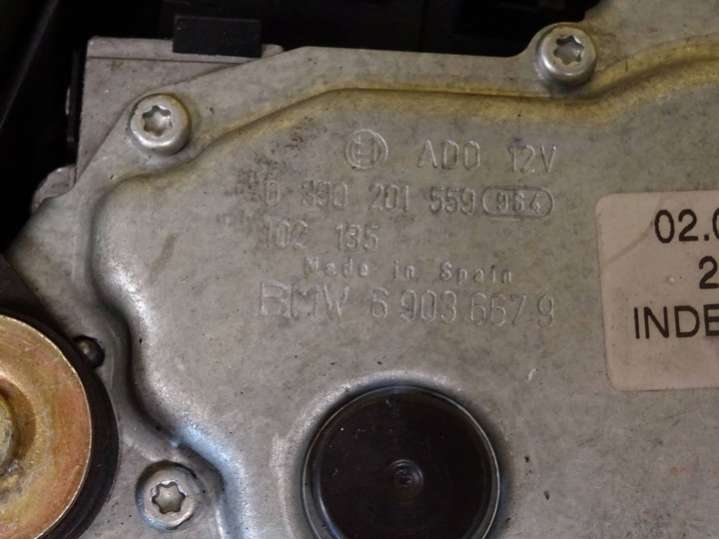 ADO 12V
0 390 201 559 964
102 135
Made in Spain
BMW 6 903 667 9
02.0
2
INDE